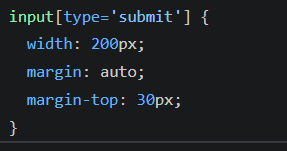 input[type='submit'] {
  width: 200px;
  margin: auto;
  margin-top: 30px;
}